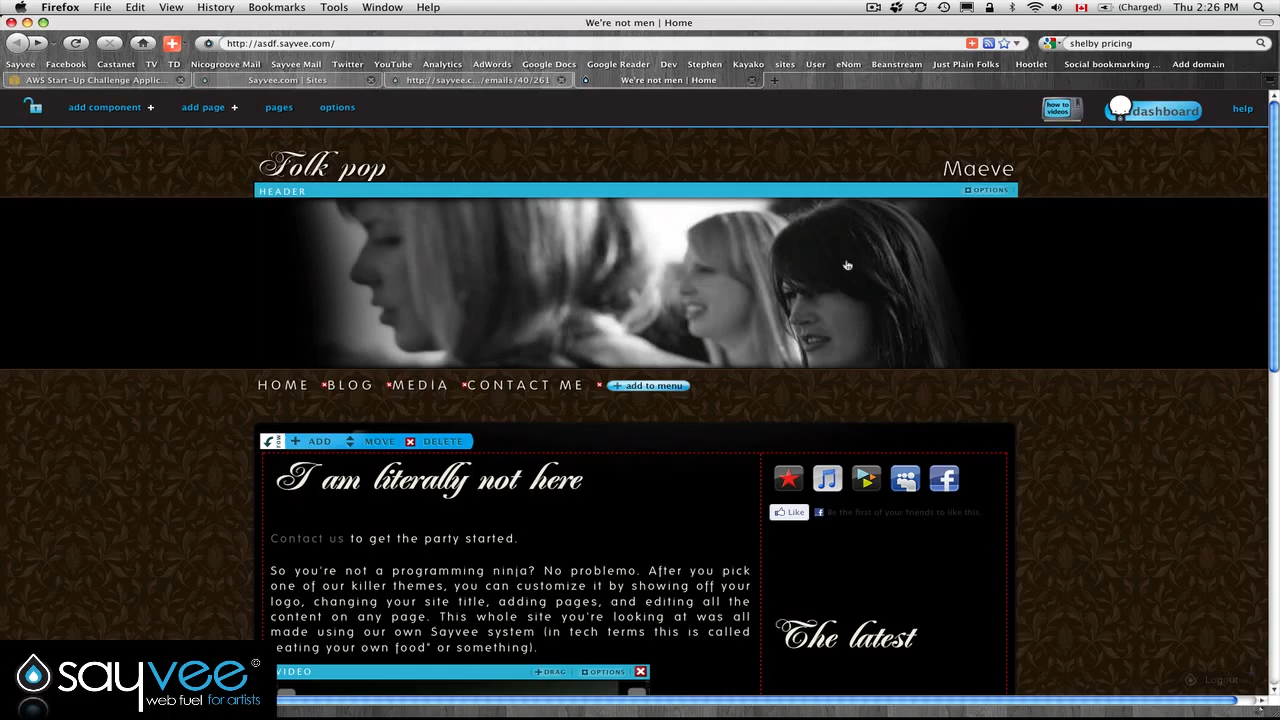 Firefox File Edit View History Bookmarks Tools Window Help (Charged) Thu 2:26 PM
We're not men | Home
http://asdf.sayvee.com/ shelby pricing
Sayvee Facebook Castanet TV TD Nicogroove Mail Sayvee Mail Twitter YouTube Analytics AdWords Google Docs Google Reader Dev Stephen Kayako sites User eNom Beanstream Just Plain Folks Hootlet Social bookmarking ... Add domain
AWS Start-Up Challenge Applic... Sayvee.com | Sites http://sayvee.c.../emails/40/261 We're not men | Home
add component + add page + pages options how to videos dashboard help
Folk pop Maeve
HEADER OPTIONS
HOME BLOG MEDIA CONTACT ME + add to menu
row + ADD MOVE DELETE
I am literally not here
Like Be the first of your friends to like this.
Contact us to get the party started.
So you're not a programming ninja? No problemo. After you pick
one of our killer themes, you can customize it by showing off your
logo, changing your site title, adding pages, and editing all the
content on any page. This whole site you're looking at was all
made using our own Sayvee system (in tech terms this is called
eating your own food" or something).
The latest
VIDEO +DRAG OPTIONS
Logout
sayvee©
web fuel for artists